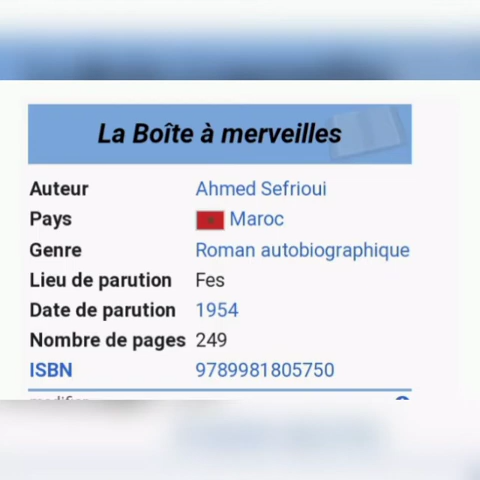 La Boîte à merveilles
Auteur Ahmed Sefrioui
Pays Maroc
Genre Roman autobiographique
Lieu de parution Fes
Date de parution 1954
Nombre de pages 249
ISBN 9789981805750